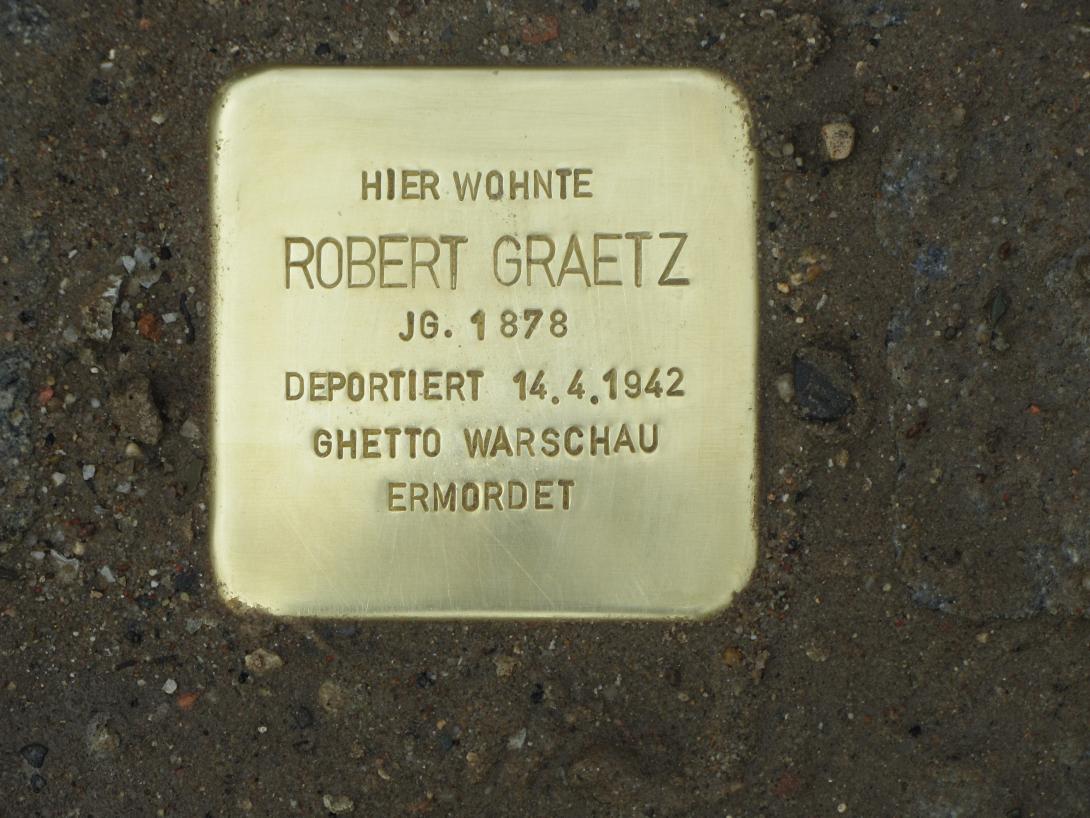 HIER WOHNTE
ROBERT GRAETZ
JG. 1878
DEPORTIERT 14.4.1942
GHETTO WARSCHAU
ERMORDET